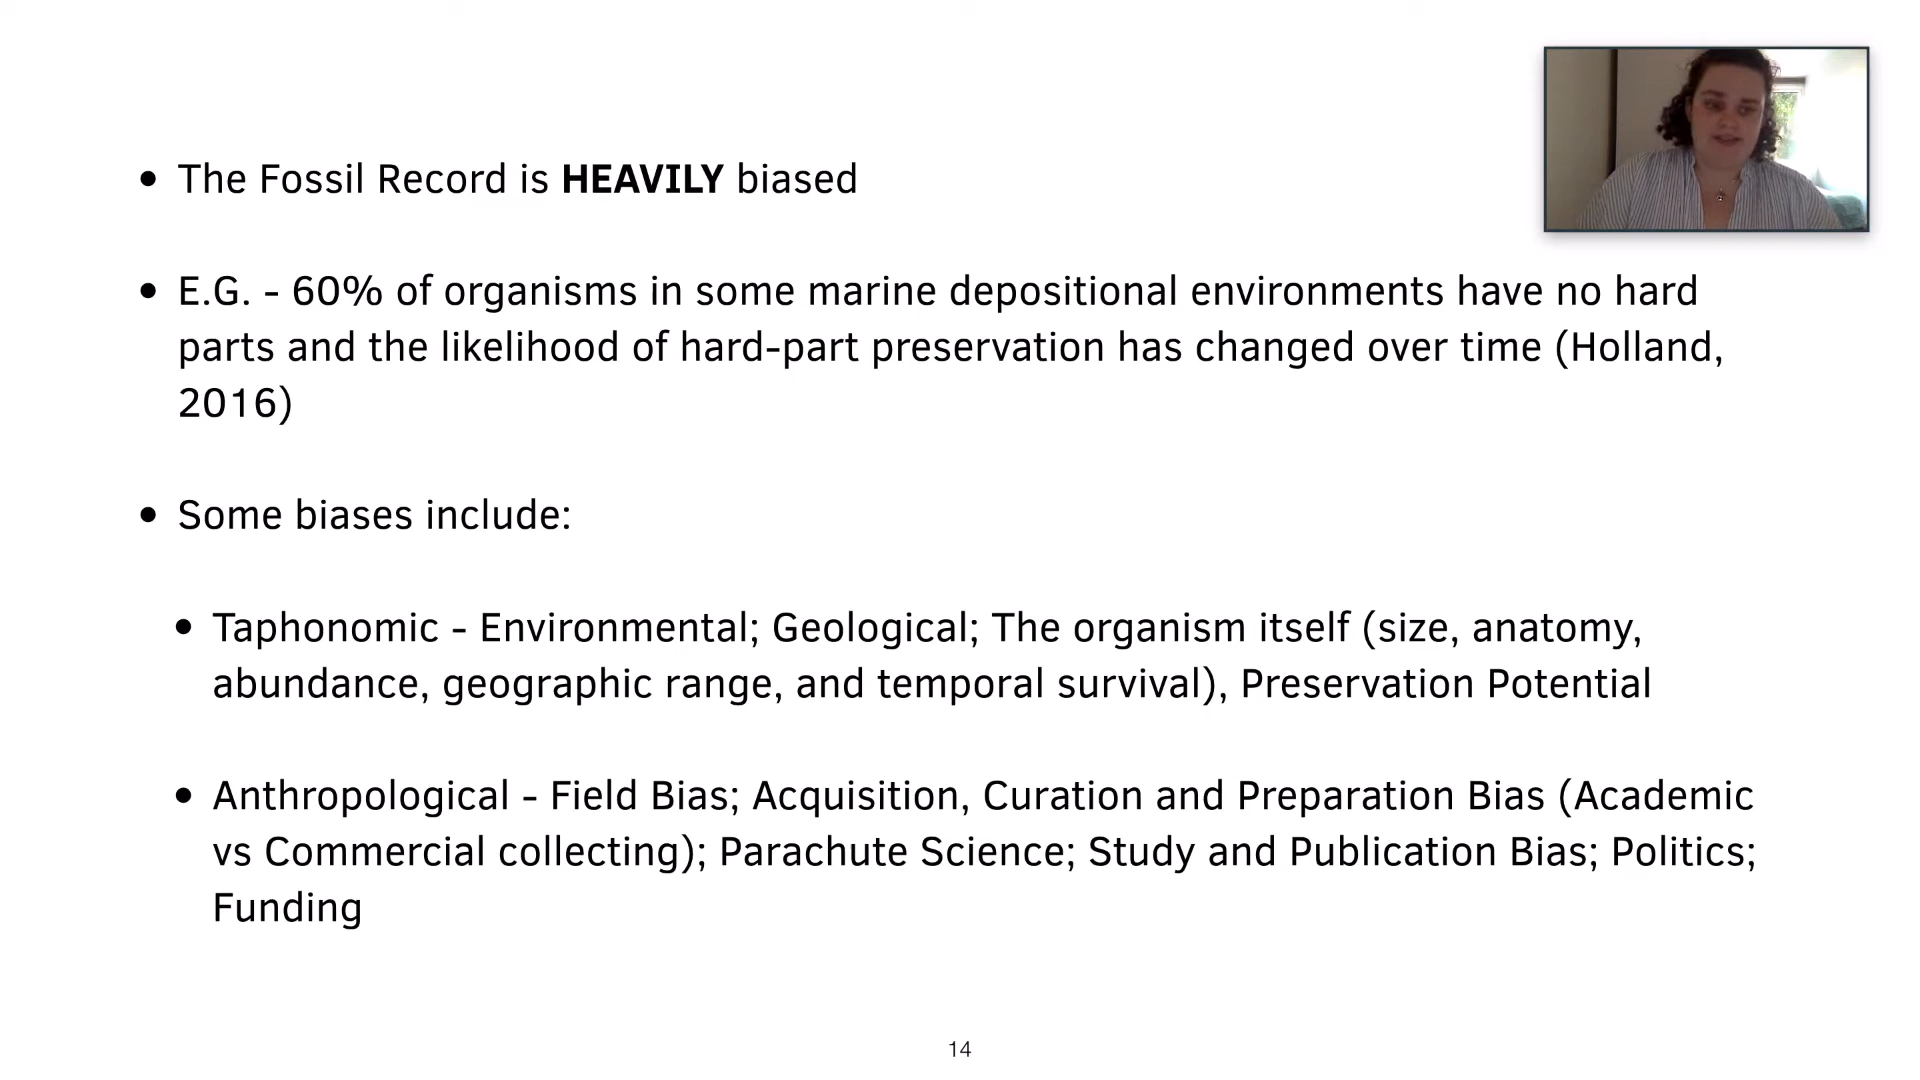 • The Fossil Record is HEAVILY biased
• E.G. - 60% of organisms in some marine depositional environments have no hard
parts and the likelihood of hard-part preservation has changed over time (Holland,
2016)
• Some biases include:
• Taphonomic - Environmental; Geological; The organism itself (size, anatomy,
abundance, geographic range, and temporal survival), Preservation Potential
• Anthropological - Field Bias; Acquisition, Curation and Preparation Bias (Academic
vs Commercial collecting); Parachute Science; Study and Publication Bias; Politics;
Funding
14